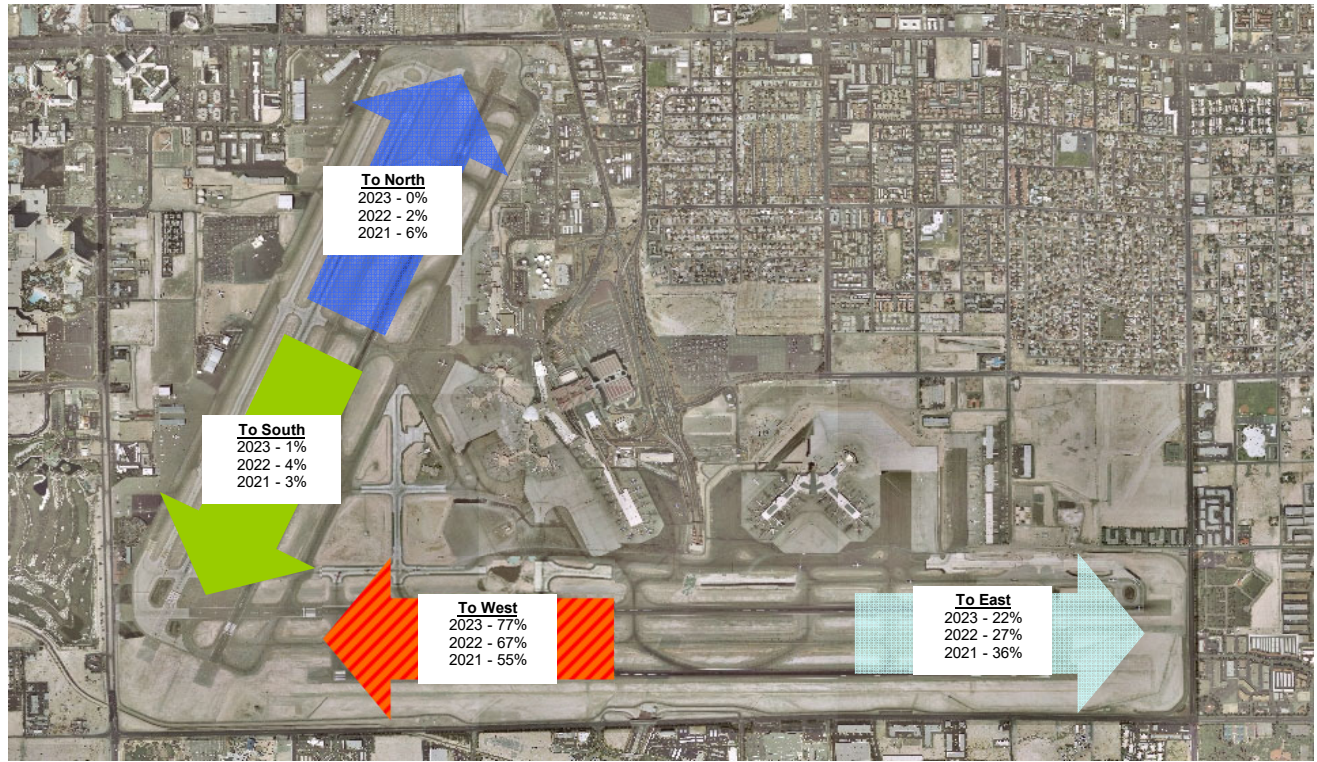 To North
2023 - 0%
2022 - 2%
2021 - 6%
To South
2023 - 1%
2022 - 4%
2021 - 3%
To West
2023 - 77%
2022 - 67%
2021 - 55%
To East
2023 - 22%
2022 - 27%
2021 - 36%